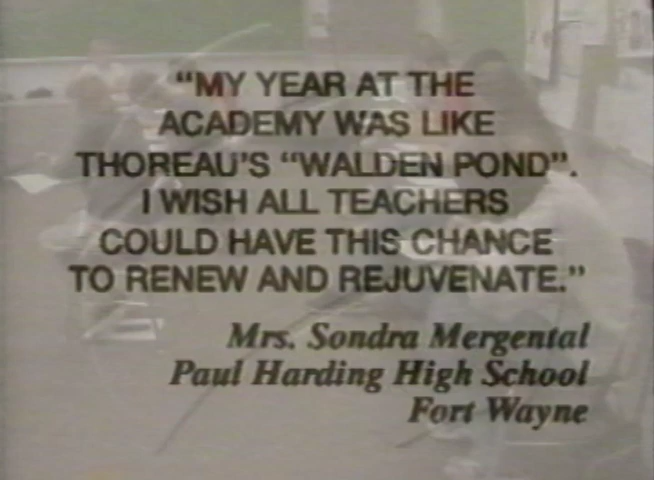 “MY YEAR AT THE
ACADEMY WAS LIKE
THOREAU'S “WALDEN POND”.
I WISH ALL TEACHERS
COULD HAVE THIS CHANCE
TO RENEW AND REJUVENATE.”
Mrs. Sondra Mergental
Paul Harding High School
Fort Wayne